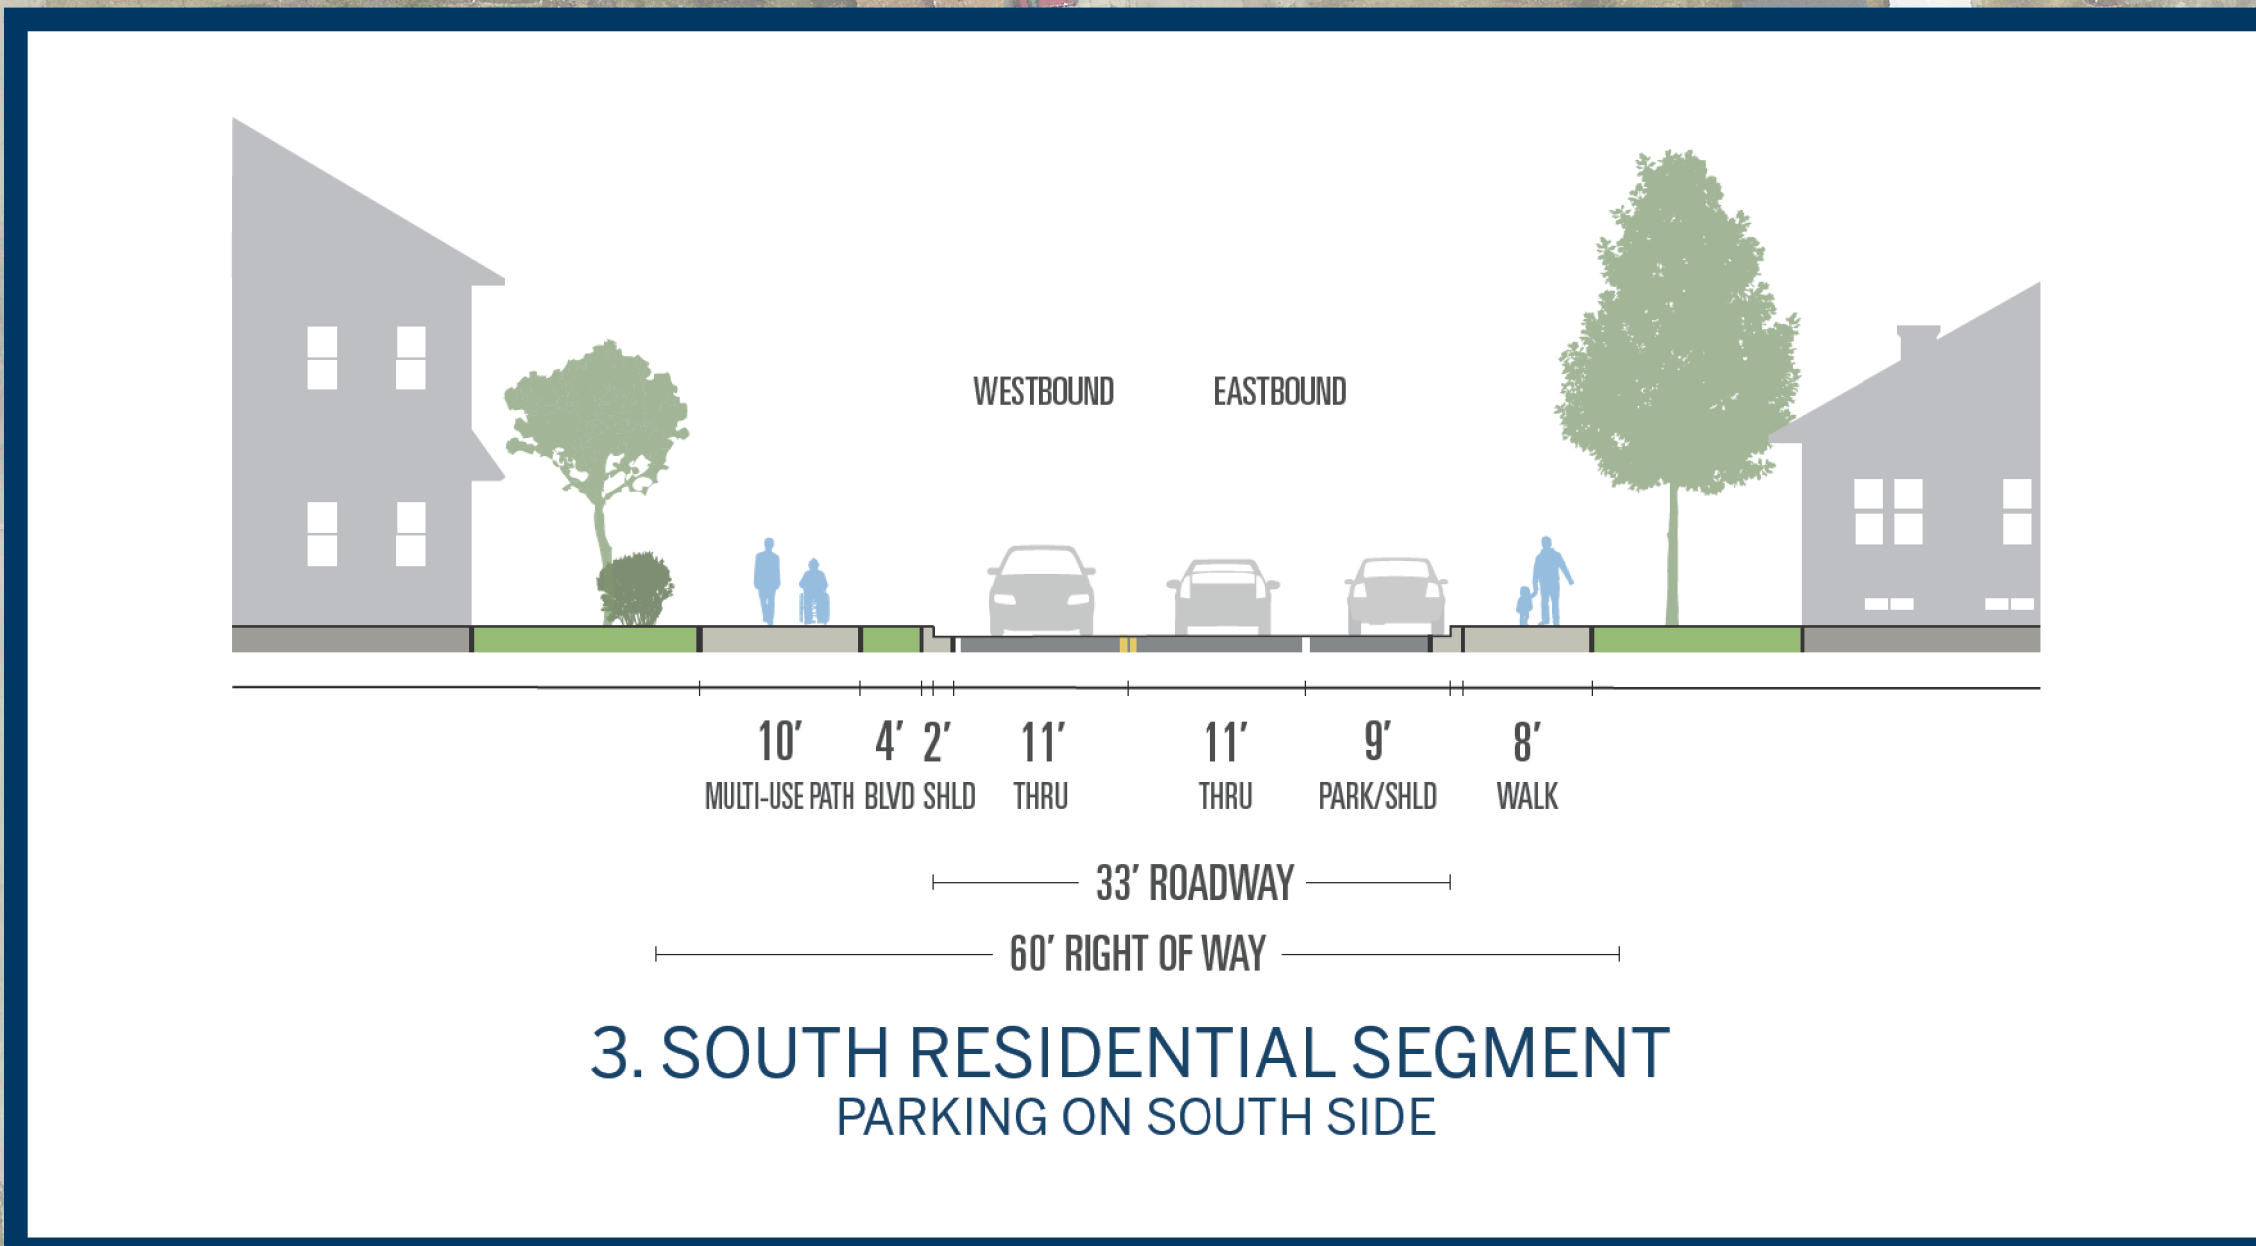 WESTBOUND EASTBOUND
10′ 4′ 2′ 11′ 11′ 9′ 8′
MULTI-USE PATH BLVD SHLD THRU THRU PARK/SHLD WALK
33′ ROADWAY
60′ RIGHT OF WAY
3. SOUTH RESIDENTIAL SEGMENT
PARKING ON SOUTH SIDE